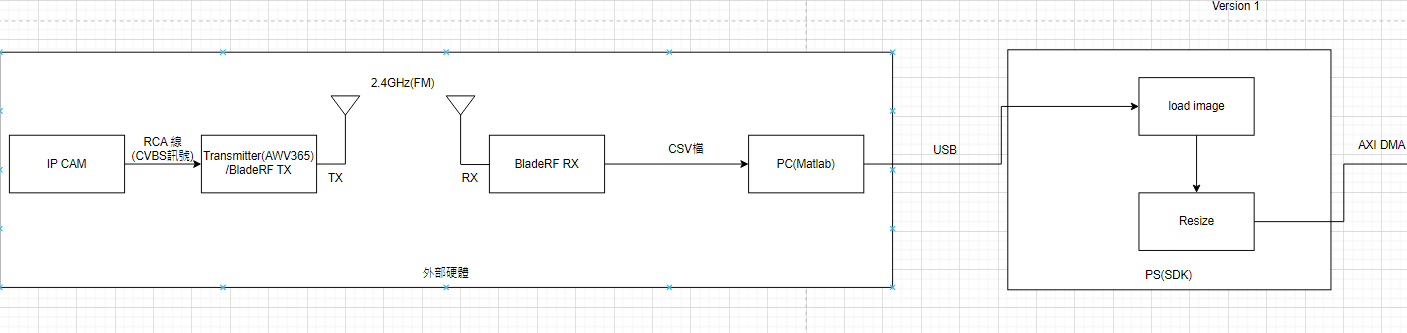 Version 1
2.4GHz(FM)
IP CAM
RCA 線
(CVBS訊號)
Transmitter(AWV365)
/BladeRF TX
TX
RX
BladeRF RX
CSV檔
PC(Matlab)
外部硬體
USB
load image
Resize
PS(SDK)
AXI DMA